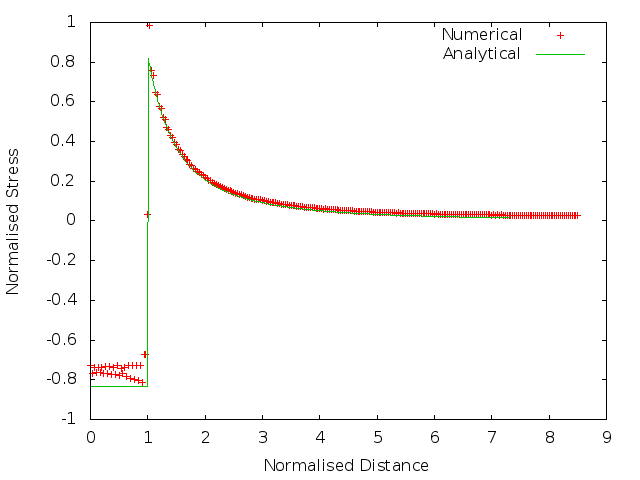 Numerical
Analytical
1
0.8
0.6
0.4
0.2
0
-0.2
-0.4
-0.6
-0.8
-1
Normalised Stress
0 1 2 3 4 5 6 7 8 9
Normalised Distance